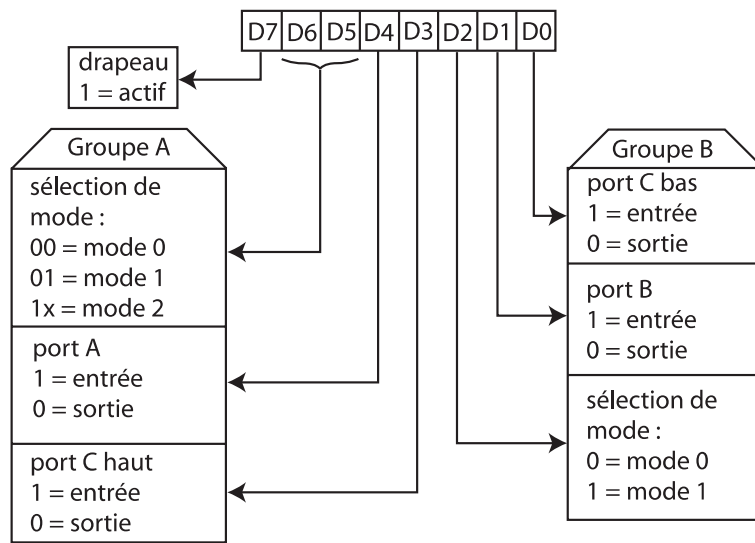 D7 D6 D5 D4 D3 D2 D1 D0
drapeau
1 = actif
Groupe A
sélection de
mode :
00 = mode 0
01 = mode 1
1x = mode 2
port A
1 = entrée
0 = sortie
port C haut
1 = entrée
0 = sortie
Groupe B
port C bas
1 = entrée
0 = sortie
port B
1 = entrée
0 = sortie
sélection de
mode :
0 = mode 0
1 = mode 1